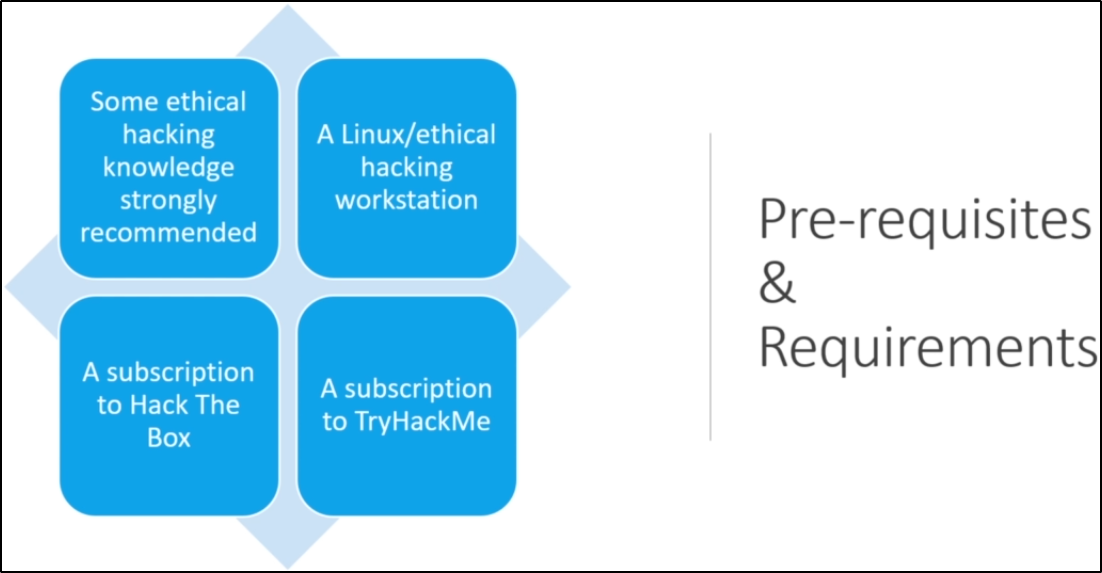 Some ethical
hacking
knowledge
strongly
recommended
A Linux/ethical
hacking
workstation
A subscription
to Hack The
Box
A subscription
to TryHackMe
Pre-requisites
&
Requirements